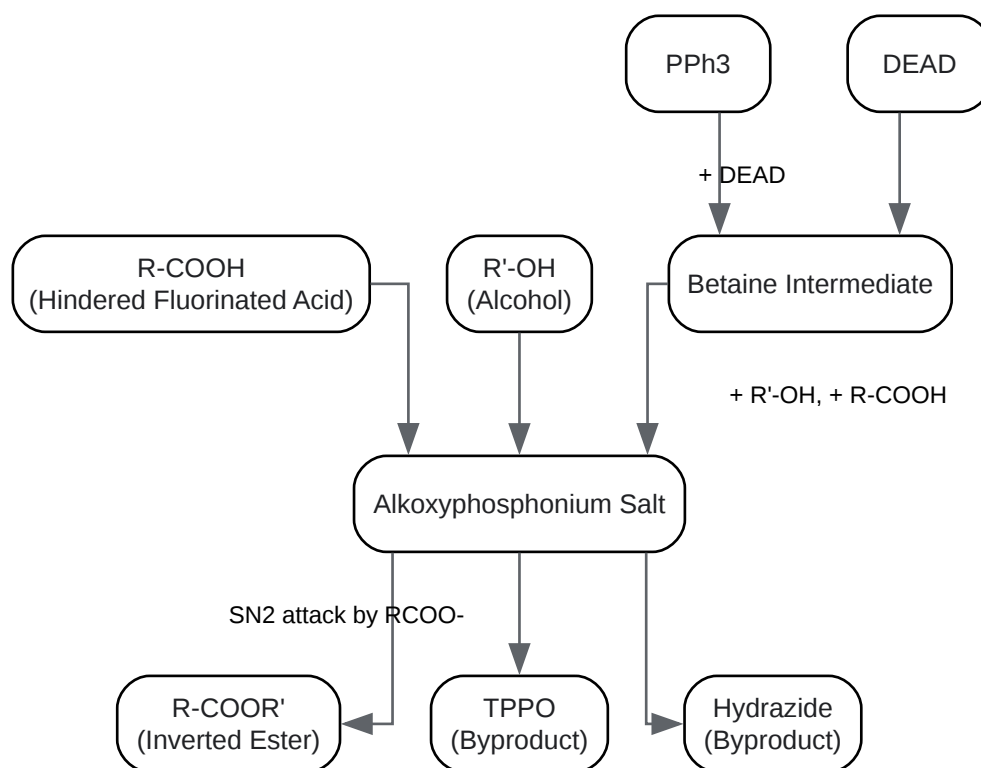 PPh3
DEAD
+ DEAD
R-COOH
(Hindered Fluorinated Acid)
R'-OH
(Alcohol)
Betaine Intermediate
+ R'-OH, + R-COOH
Alkoxyphosphonium Salt
SN2 attack by RCOO-
R-COOR'
(Inverted Ester)
TPPO
(Byproduct)
Hydrazide
(Byproduct)